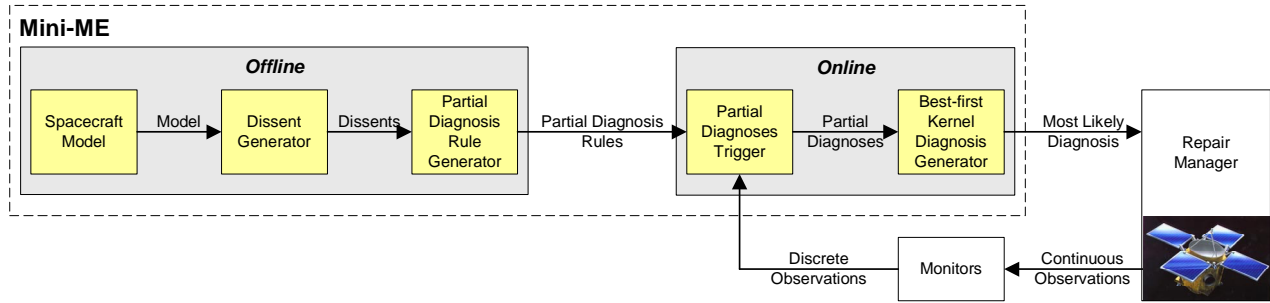 Mini-ME
Offline
Spacecraft
Model
Model
Dissent
Generator
Dissents
Partial
Diagnosis
Rule
Generator
Partial Diagnosis
Rules
Online
Partial
Diagnoses
Trigger
Partial
Diagnoses
Best-first
Kernel
Diagnosis
Generator
Most Likely
Diagnosis
Repair
Manager
Discrete
Observations
Monitors
Continuous
Observations